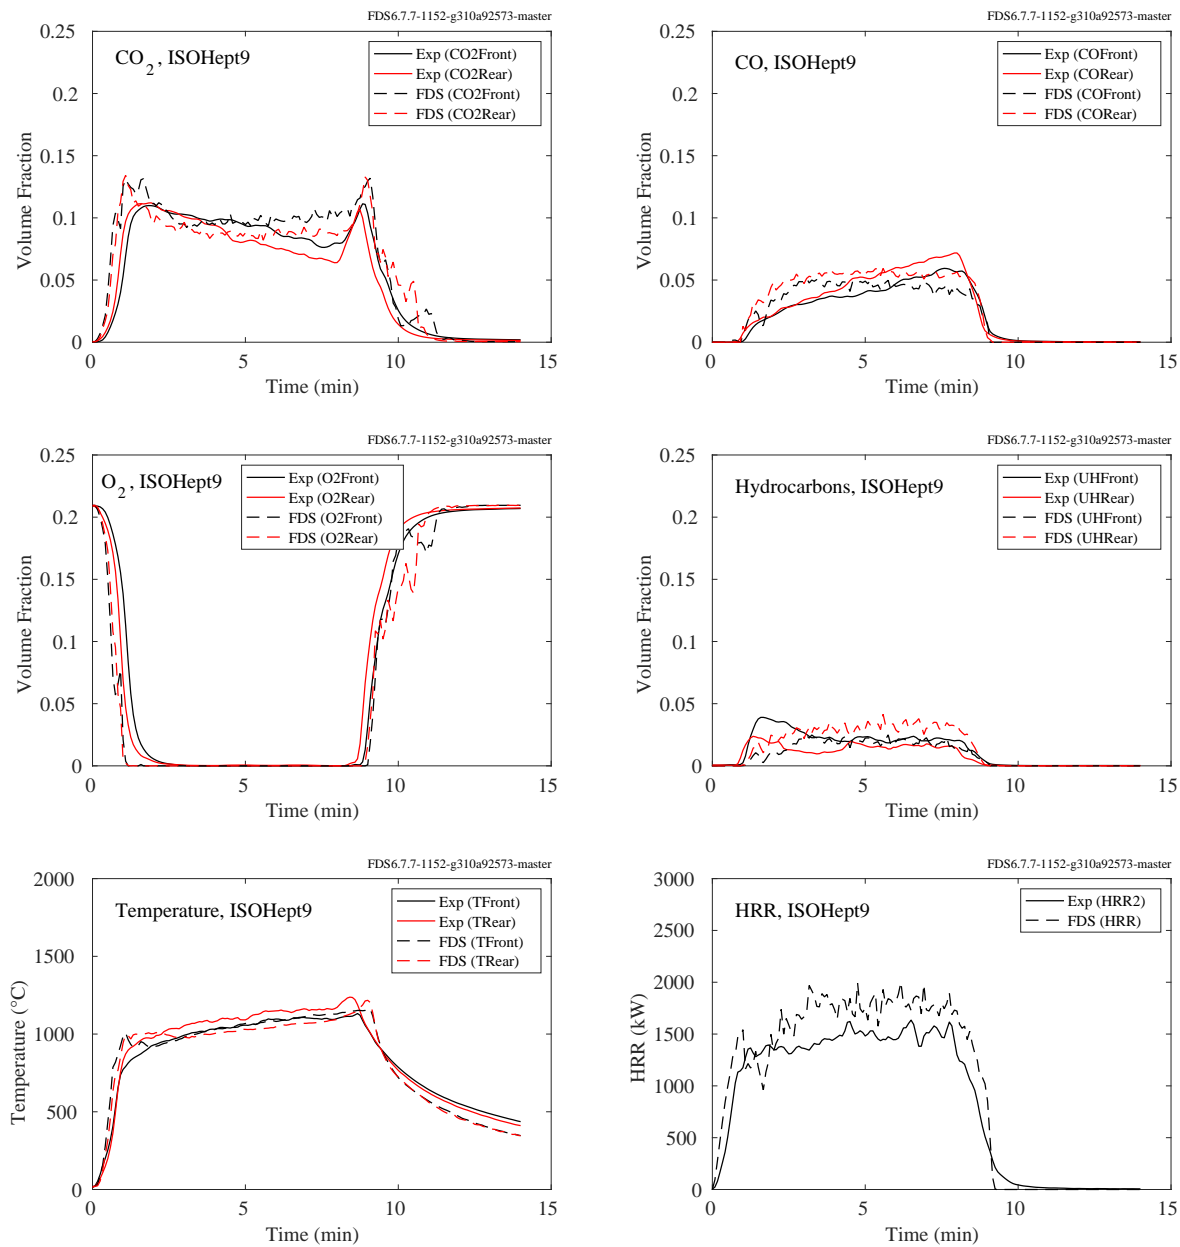 FDS6.7.7-1152-g310a92573-master
CO2, ISOHept9
Exp (CO2Front)
Exp (CO2Rear)
FDS (CO2Front)
FDS (CO2Rear)
0.25
0.2
0.15
0.1
0.05
0
0 5 10 15
Volume Fraction
Time (min)
FDS6.7.7-1152-g310a92573-master
CO, ISOHept9
Exp (COFront)
Exp (CORear)
FDS (COFront)
FDS (CORear)
0.25
0.2
0.15
0.1
0.05
0
0 5 10 15
Volume Fraction
Time (min)
FDS6.7.7-1152-g310a92573-master
O2, ISOHept9
Exp (O2Front)
Exp (O2Rear)
FDS (O2Front)
FDS (O2Rear)
0.25
0.2
0.15
0.1
0.05
0
0 5 10 15
Volume Fraction
Time (min)
FDS6.7.7-1152-g310a92573-master
Hydrocarbons, ISOHept9
Exp (UHFront)
Exp (UHRear)
FDS (UHFront)
FDS (UHRear)
0.25
0.2
0.15
0.1
0.05
0
0 5 10 15
Volume Fraction
Time (min)
FDS6.7.7-1152-g310a92573-master
Temperature, ISOHept9
Exp (TFront)
Exp (TRear)
FDS (TFront)
FDS (TRear)
2000
1500
1000
500
0
0 5 10 15
Temperature (°C)
Time (min)
FDS6.7.7-1152-g310a92573-master
HRR, ISOHept9
Exp (HRR2)
FDS (HRR)
3000
2500
2000
1500
1000
500
0
0 5 10 15
HRR (kW)
Time (min)